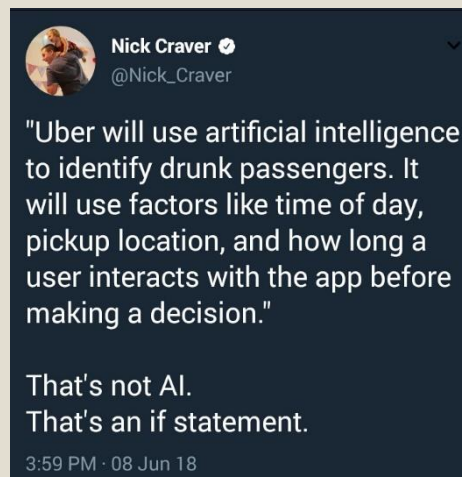 Nick Craver
@Nick_Craver
"Uber will use artificial intelligence
to identify drunk passengers. It
will use factors like time of day,
pickup location, and how long a
user interacts with the app before
making a decision."
That's not AI.
That's an if statement.
3:59 PM · 08 Jun 18